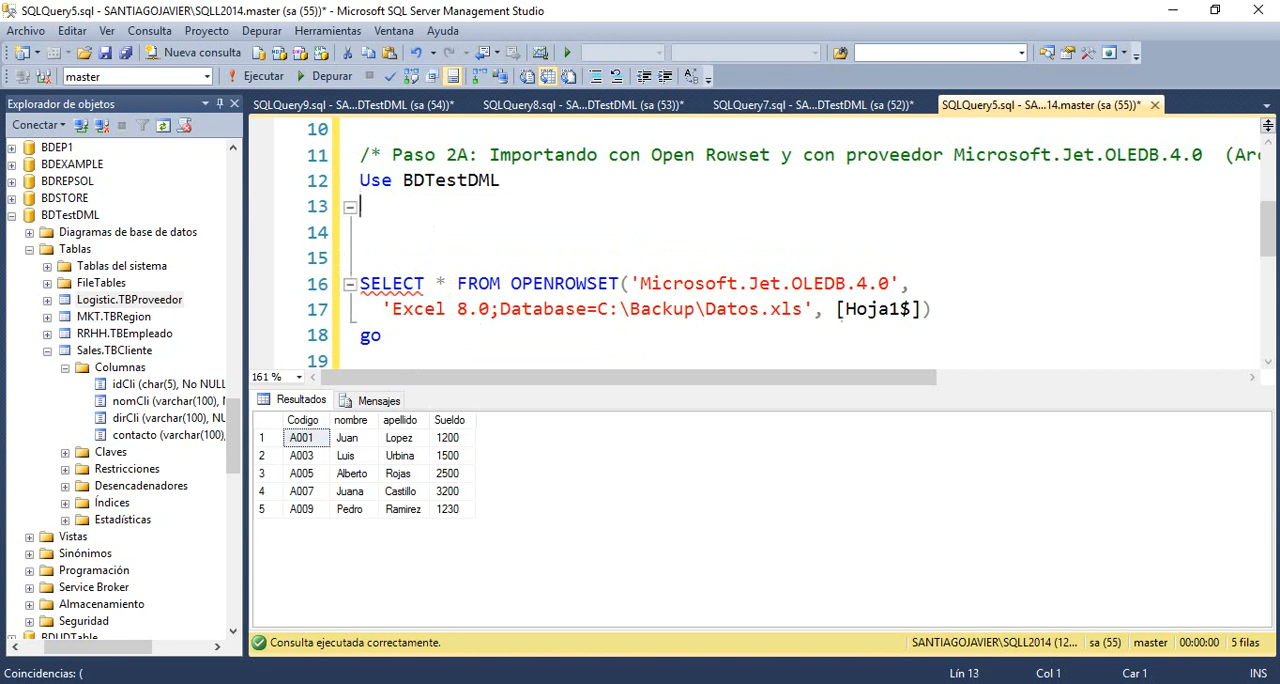 SQLQuery5.sql - SANTIAGOJAVIER\SQLL2014.master (sa (55))* - Microsoft SQL Server Management Studio
Archivo Editar Ver Consulta Proyecto Depurar Herramientas Ventana Ayuda
Nueva consulta
master Ejecutar Depurar
Explorador de objetos
SQLQuery9.sql - SA...DTestDML (sa (54))* SQLQuery8.sql - SA...DTestDML (sa (53))* SQLQuery7.sql - SA...DTestDML (sa (52))* SQLQuery5.sql - SA...14.master (sa (55))*
Conectar
BDEP1
BDEXAMPLE
BDREPSOL
BDSTORE
BDTestDML
Diagramas de base de datos
Tablas
Tablas del sistema
FileTables
Logistic.TBProveedor
MKT.TBRegion
RRHH.TBEmpleado
Sales.TBCliente
Columnas
idCli (char(5), No NULL
nomCli (varchar(100), N
dirCli (varchar(100), NU
contacto (varchar(100),
Claves
Restricciones
Desencadenadores
Índices
Estadísticas
Vistas
Sinónimos
Programación
Service Broker
Almacenamiento
Seguridad
BDUDTable
10
11 /* Paso 2A: Importando con Open Rowset y con proveedor Microsoft.Jet.OLEDB.4.0 (Arc
12 Use BDTestDML
13
14
15
16 SELECT * FROM OPENROWSET('Microsoft.Jet.OLEDB.4.0',
17 'Excel 8.0;Database=C:\Backup\Datos.xls', [Hoja1$])
18 go
19
161 %
Resultados Mensajes
Codigo nombre apellido Sueldo
1 A001 Juan Lopez 1200
2 A003 Luis Urbina 1500
3 A005 Alberto Rojas 2500
4 A007 Juana Castillo 3200
5 A009 Pedro Ramirez 1230
Consulta ejecutada correctamente. SANTIAGOJAVIER\SQLL2014 (12... sa (55) master 00:00:00 5 filas
Coincidencias: ( Lín 13 Col 1 Car 1 INS